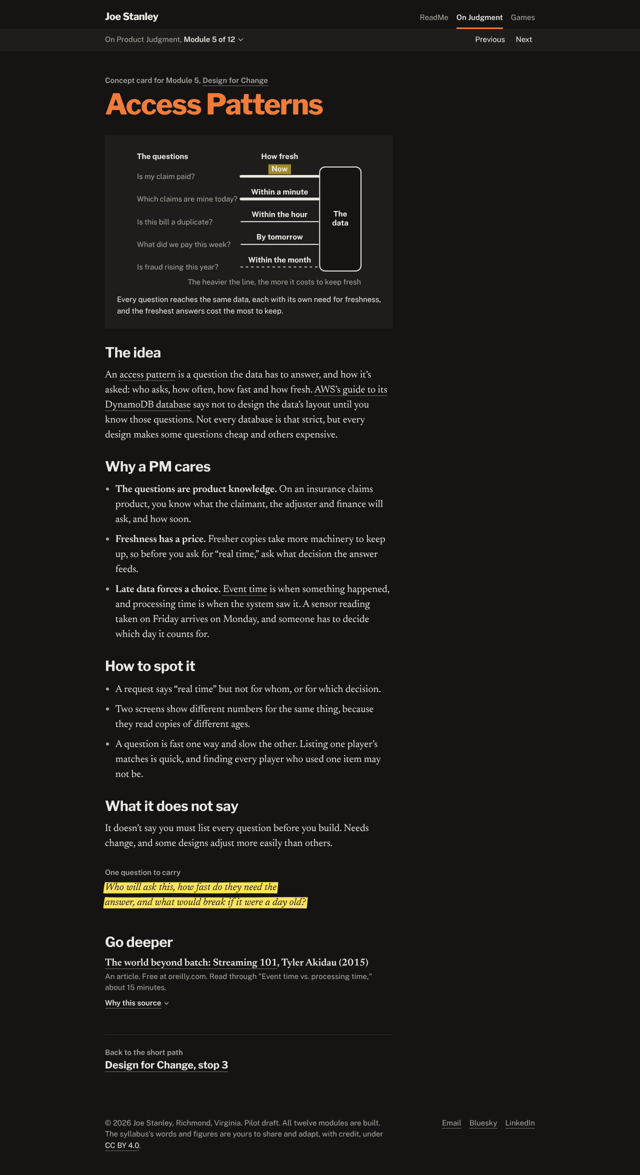 Joe Stanley
ReadMe On Judgment Games
On Product Judgment, Module 5 of 12
Previous Next
Concept card for Module 5, Design for Change
Access Patterns
The questions How fresh
Now
Is my claim paid?
Within a minute
Which claims are mine today?
Within the hour
The
data
Is this bill a duplicate?
By tomorrow
What did we pay this week?
Within the month
Is fraud rising this year?
The heavier the line, the more it costs to keep fresh
Every question reaches the same data, each with its own need for freshness,
and the freshest answers cost the most to keep.
The idea
An access pattern is a question the data has to answer, and how it’s
asked: who asks, how often, how fast and how fresh. AWS’s guide to its
DynamoDB database says not to design the data’s layout until you
know those questions. Not every database is that strict, but every
design makes some questions cheap and others expensive.
Why a PM cares
• The questions are product knowledge. On an insurance claims
product, you know what the claimant, the adjuster and finance will
ask, and how soon.
• Freshness has a price. Fresher copies take more machinery to keep
up, so before you ask for “real time,” ask what decision the answer
feeds.
• Late data forces a choice. Event time is when something happened,
and processing time is when the system saw it. A sensor reading
taken on Friday arrives on Monday, and someone has to decide
which day it counts for.
How to spot it
• A request says “real time” but not for whom, or for which decision.
• Two screens show different numbers for the same thing, because
they read copies of different ages.
• A question is fast one way and slow the other. Listing one player’s
matches is quick, and finding every player who used one item may
not be.
What it does not say
It doesn’t say you must list every question before you build. Needs
change, and some designs adjust more easily than others.
One question to carry
Who will ask this, how fast do they need the
answer, and what would break if it were a day old?
Go deeper
The world beyond batch: Streaming 101, Tyler Akidau (2015)
An article. Free at oreilly.com. Read through "Event time vs. processing time,"
about 15 minutes.
Why this source
Back to the short path
Design for Change, stop 3
© 2026 Joe Stanley, Richmond, Virginia. Pilot draft. All twelve modules are built.
The syllabus's words and figures are yours to share and adapt, with credit, under
CC BY 4.0.
Email Bluesky LinkedIn